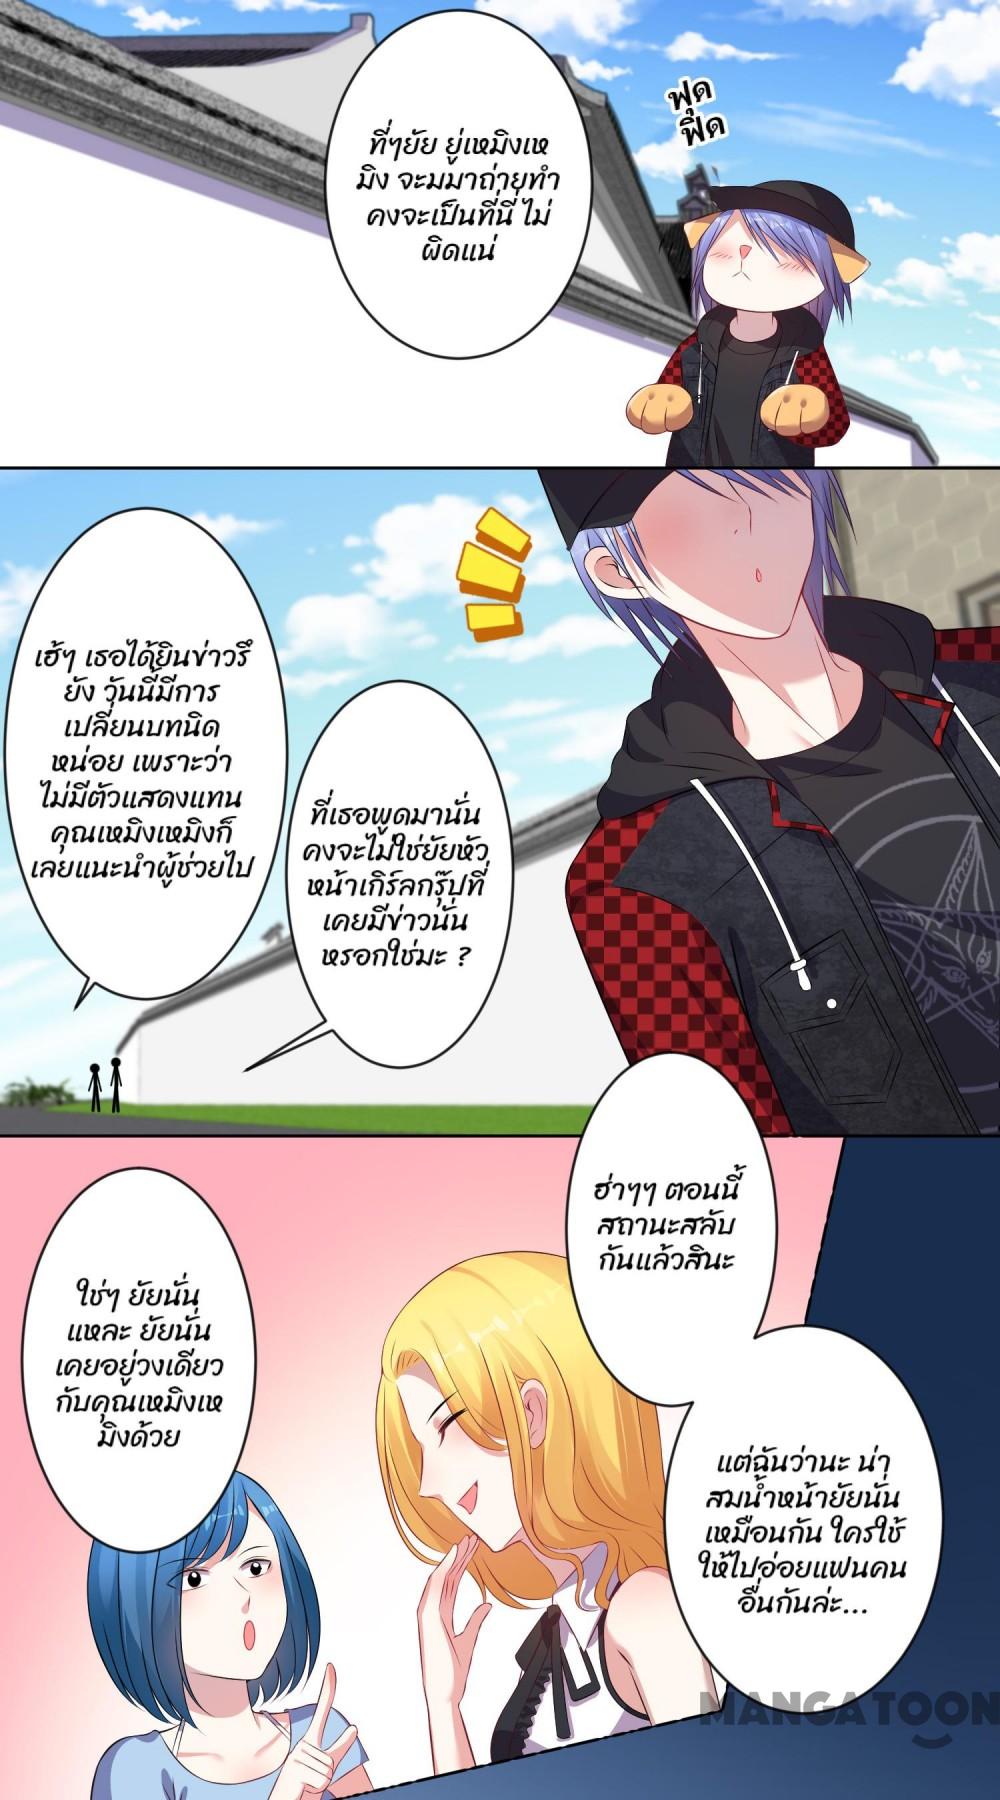 ฟุด
ฟิด
ที่ๆยัย ยู่เหมิงเห
มิง จะมมาถ่ายทำ
คงจะเป็นที่นี่ ไม่
ผิดแน่
เฮ้ๆ เธอได้ยินข่าวรึ
ยัง วันนี้มีการ
เปลี่ยนบทนิด
หน่อย เพราะว่า
ไม่มีตัวแสดงแทน
คุณเหมิงเหมิงก็
เลยแนะนำผู้ช่วยไป
ที่เธอพูดมานั่น
คงจะไม่ใช่ยัยหัว
หน้าเกิร์ลกรุ๊ปที่
เคยมีข่าวนั่น
หรอกใช่มะ ?
ฮ่าๆๆ ตอนนี้
สถานะสลับ
กันแล้วสินะ
ใช่ๆ ยัยนั่น
แหละ ยัยนั่น
เคยอยู่วงเดียว
กับคุณเหมิงเห
มิงด้วย
แต่ฉันว่านะ น่า
สมน้ำหน้ายัยนั่น
เหมือนกัน ใครใช้
ให้ไปอ่อยแฟนคน
อื่นกันล่ะ...
MANGATOON